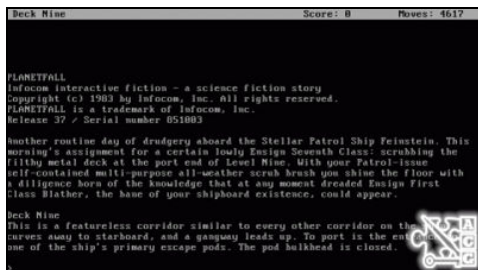 Deck Nine Score: 0 Moves: 4617
PLANETFALL
Infocom interactive fiction - a science fiction story
Copyright (c) 1983 by Infocom, Inc. All rights reserved.
PLANETFALL is a trademark of Infocom, Inc.
Release 37 / Serial number 851003
Another routine day of drudgery aboard the Stellar Patrol Ship Feinstein. This
morning's assignment for a certain lowly Ensign Seventh Class: scrubbing the
filthy metal deck at the port end of Level Nine. With your Patrol-issue
self-contained multi-purpose all-weather scrub brush you shine the floor with
a diligence born of the knowledge that at any moment dreaded Ensign First
Class Blather, the bane of your shipboard existence, could appear.
Deck Nine
This is a featureless corridor similar to every other corridor on the
curves away to starboard, and a gangway leads up. To port is the
one of the ship's primary escape pods. The pod bulkhead is closed.
>